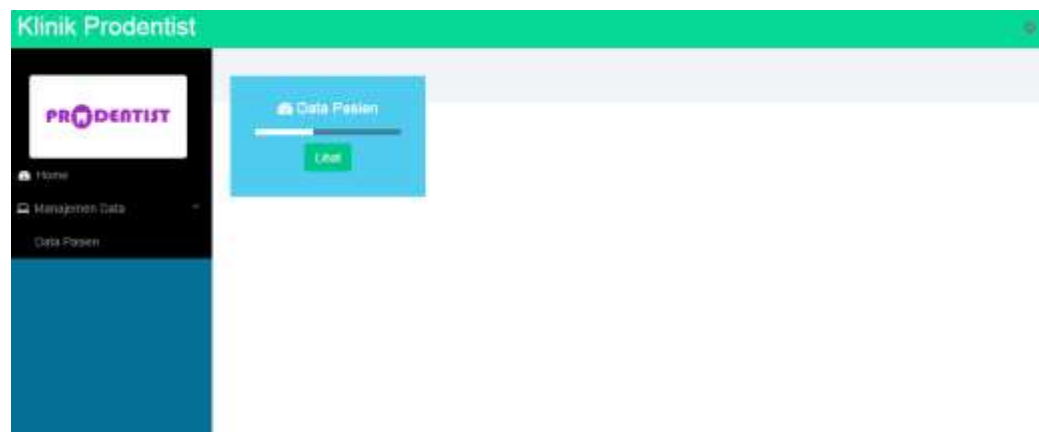 Klinik Prodentist
PRODENTIST
Home
Manajemen Data
Data Pasien
Data Pasien
Lihat